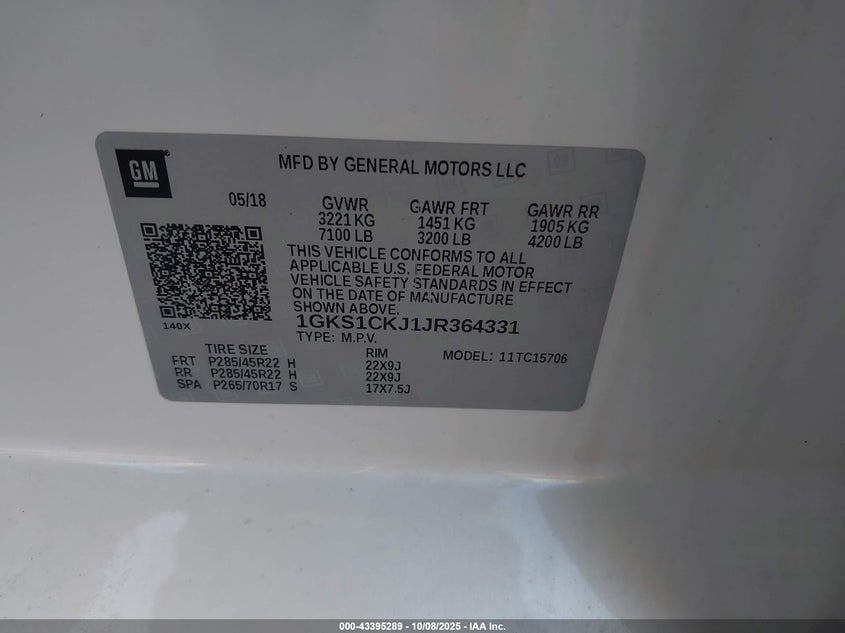 GM
MFD BY GENERAL MOTORS LLC
05/18
GVWR
3221 KG
7100 LB
GAWR FRT
1451 KG
3200 LB
GAWR RR
1905 KG
4200 LB
THIS VEHICLE CONFORMS TO ALL
APPLICABLE U.S. FEDERAL MOTOR
VEHICLE SAFETY STANDARDS IN EFFECT
ON THE DATE OF MANUFACTURE
SHOWN ABOVE.
140X
1GKS1CKJ1JR364331
TYPE: M.P.V.
MODEL: 11TC15706
TIRE SIZE RIM
FRT P285/45R22 H 22X9J
RR P285/45R22 H 22X9J
SPA P265/70R17 S 17X7.5J
000-43395289 - 10/08/2025 - IAA Inc.